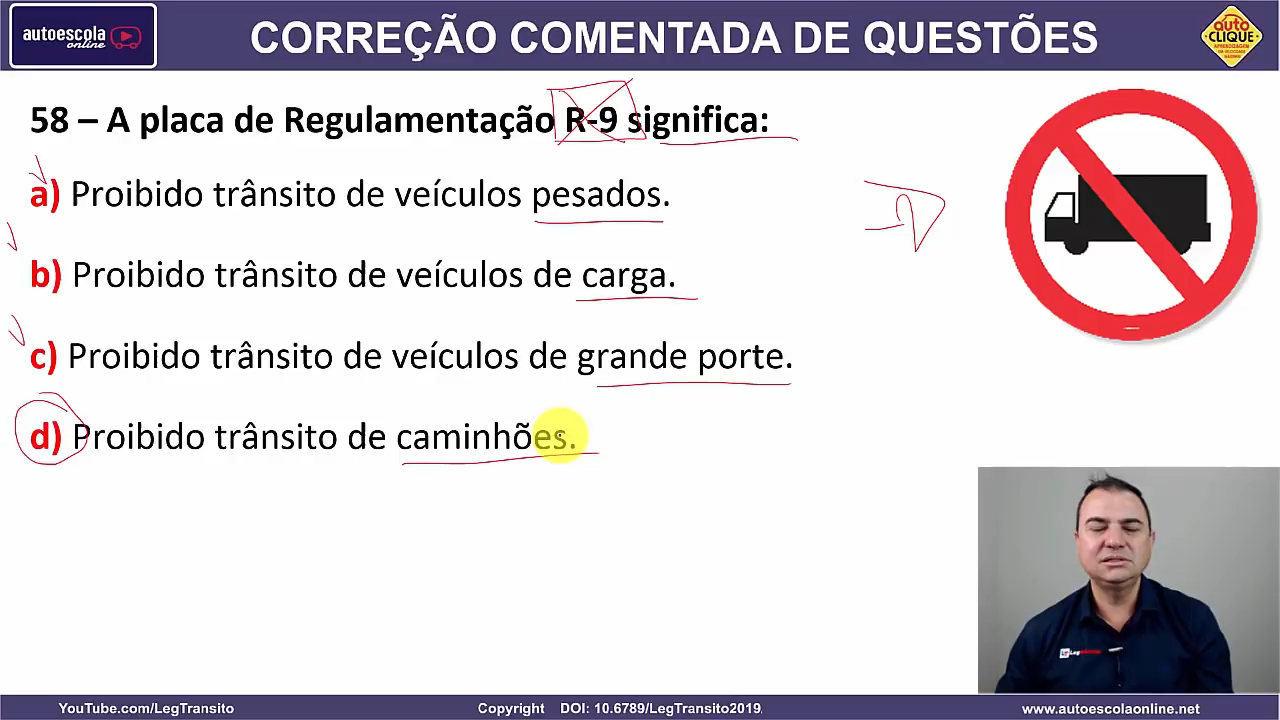 autoescola
online
CORREÇÃO COMENTADA DE QUESTÕES
auto
CLIQUE
58 – A placa de Regulamentação R-9 significa:
a) Proibido trânsito de veículos pesados.
b) Proibido trânsito de veículos de carga.
c) Proibido trânsito de veículos de grande porte.
d) Proibido trânsito de caminhões.
YouTube.com/LegTransito
Copyright DOI: 10.6789/LegTransito2019
www.autoescolaonline.net